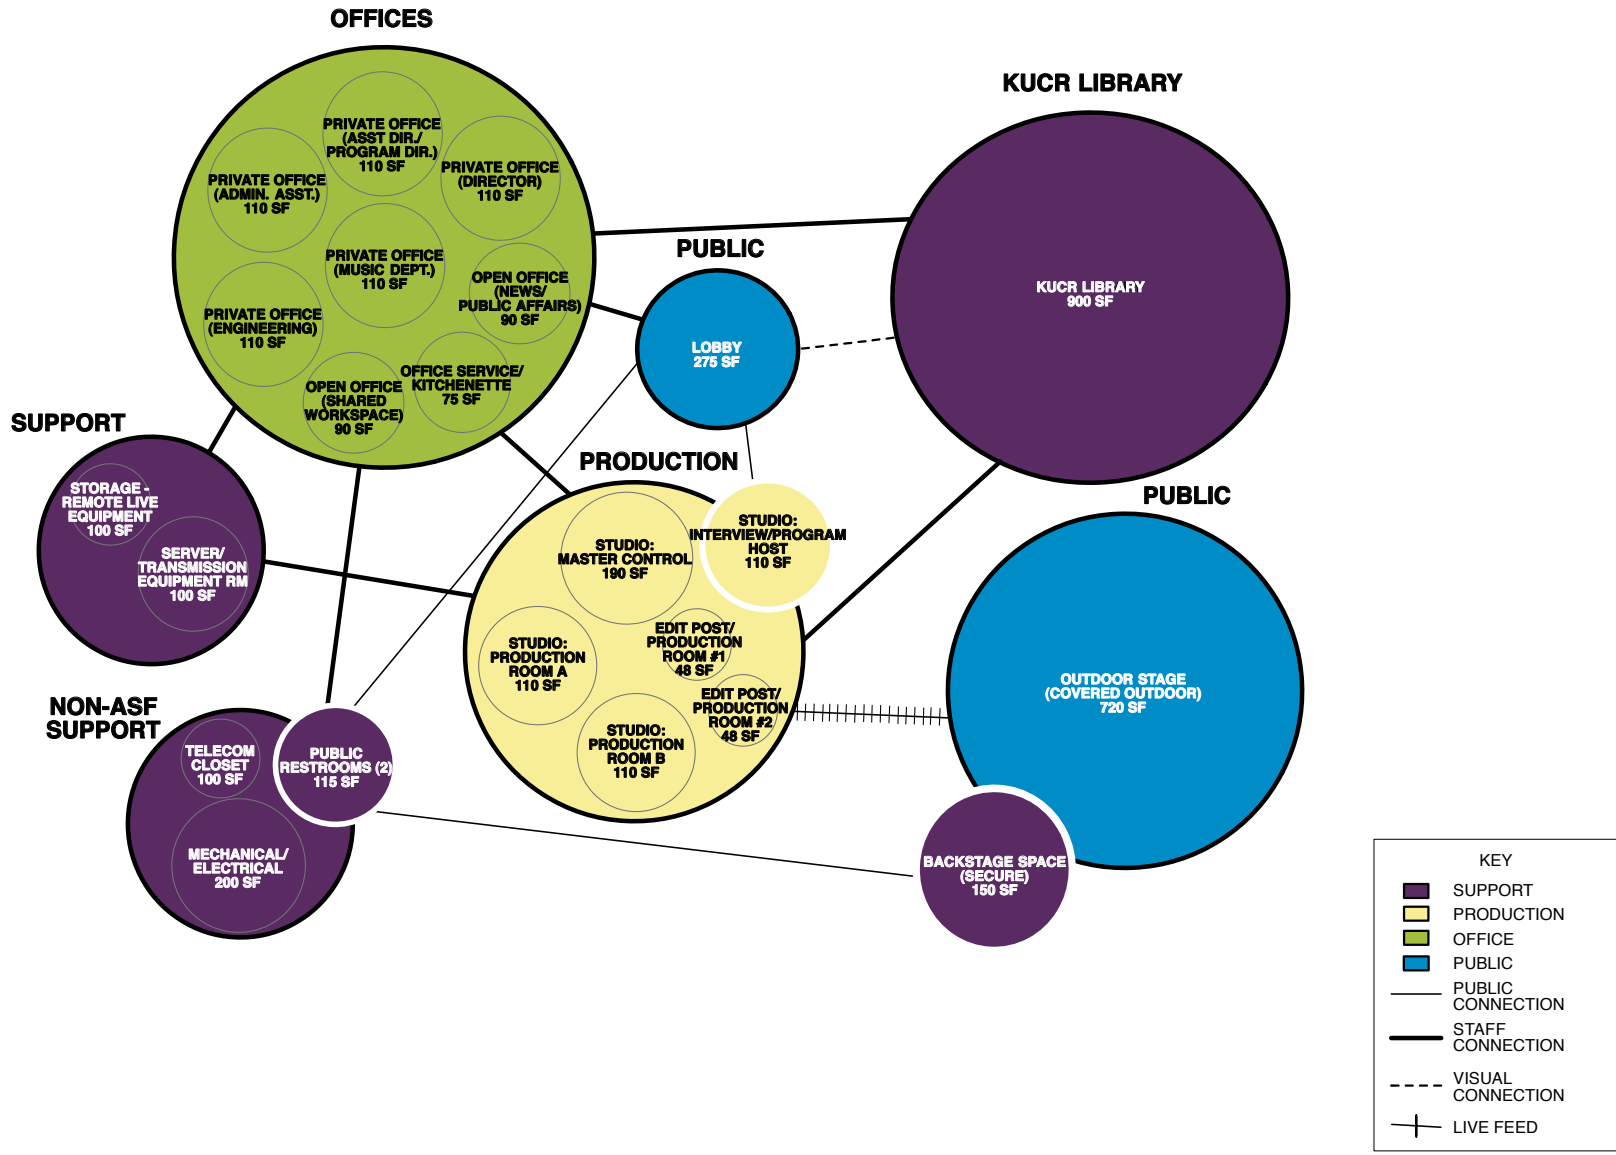 OFFICES
PRIVATE OFFICE
(ASST DIR./
PROGRAM DIR.)
110 SF
PRIVATE OFFICE
(DIRECTOR)
110 SF
PRIVATE OFFICE
(ADMIN. ASST.)
110 SF
PRIVATE OFFICE
(MUSIC DEPT.)
110 SF
OPEN OFFICE
(NEWS/
PUBLIC AFFAIRS)
90 SF
PRIVATE OFFICE
(ENGINEERING)
110 SF
OFFICE SERVICE/
KITCHENETTE
75 SF
OPEN OFFICE
(SHARED
WORKSPACE)
90 SF
KUCR LIBRARY
KUCR LIBRARY
900 SF
PUBLIC
LOBBY
275 SF
SUPPORT
STORAGE -
REMOTE LIVE
EQUIPMENT
100 SF
SERVER/
TRANSMISSION
EQUIPMENT RM
100 SF
PRODUCTION
STUDIO:
INTERVIEW/PROGRAM
HOST
110 SF
STUDIO:
MASTER CONTROL
190 SF
STUDIO:
PRODUCTION
ROOM A
110 SF
EDIT POST/
PRODUCTION
ROOM #1
48 SF
EDIT POST/
PRODUCTION
ROOM #2
48 SF
STUDIO:
PRODUCTION
ROOM B
110 SF
PUBLIC
OUTDOOR STAGE
(COVERED OUTDOOR)
720 SF
BACKSTAGE SPACE
(SECURE)
150 SF
NON-ASF
SUPPORT
TELECOM
CLOSET
100 SF
PUBLIC
RESTROOMS (2)
115 SF
MECHANICAL/
ELECTRICAL
200 SF
KEY
SUPPORT
PRODUCTION
OFFICE
PUBLIC
PUBLIC
CONNECTION
STAFF
CONNECTION
VISUAL
CONNECTION
LIVE FEED